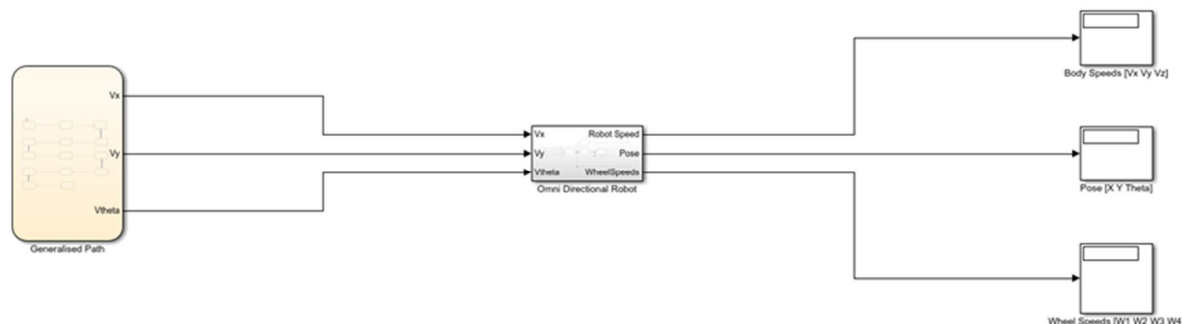 Body Speeds [Vx Vy Vz]
Vx
Vy
Vtheta
Generalised Path
Vx
Vy
Vtheta
Robot Speed
Pose
WheelSpeeds
Omni Directional Robot
Pose [X Y Theta]
Wheel Speeds [W1 W2 W3 W4